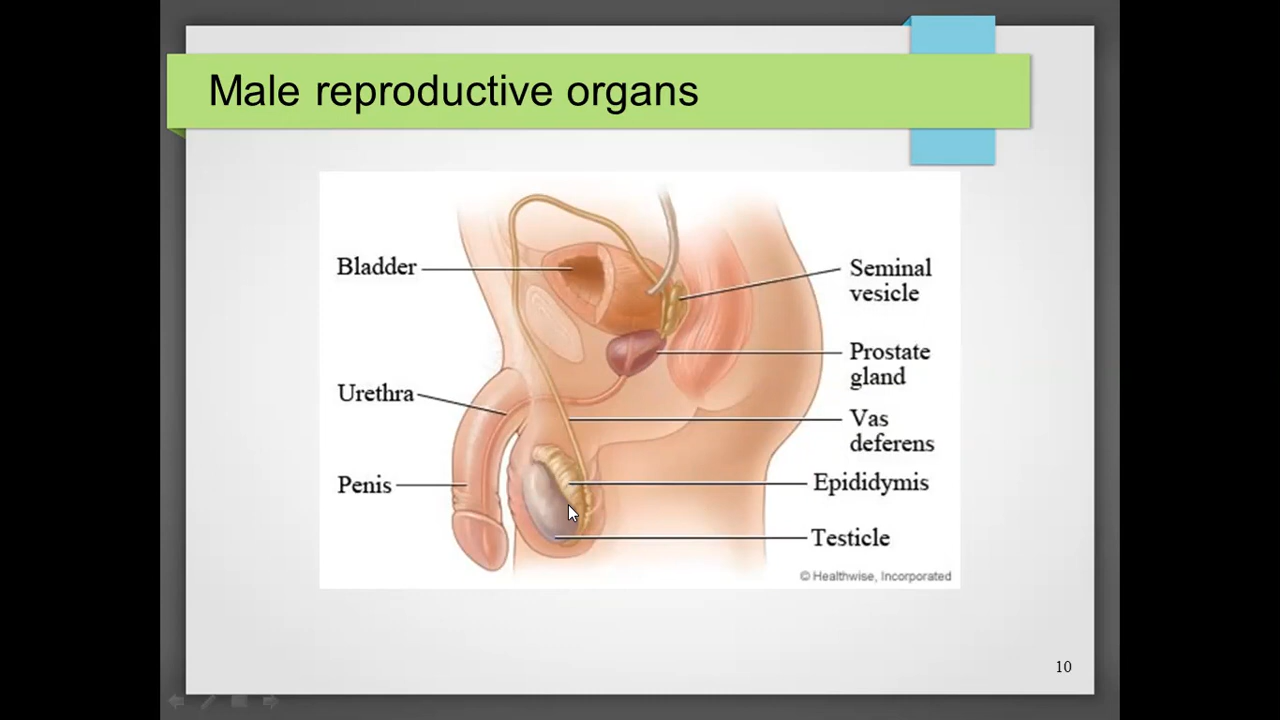 Male reproductive organs
Bladder
Urethra
Penis
Seminal
vesicle
Prostate
gland
Vas
deferens
Epididymis
Testicle
© Healthwise, Incorporated
10